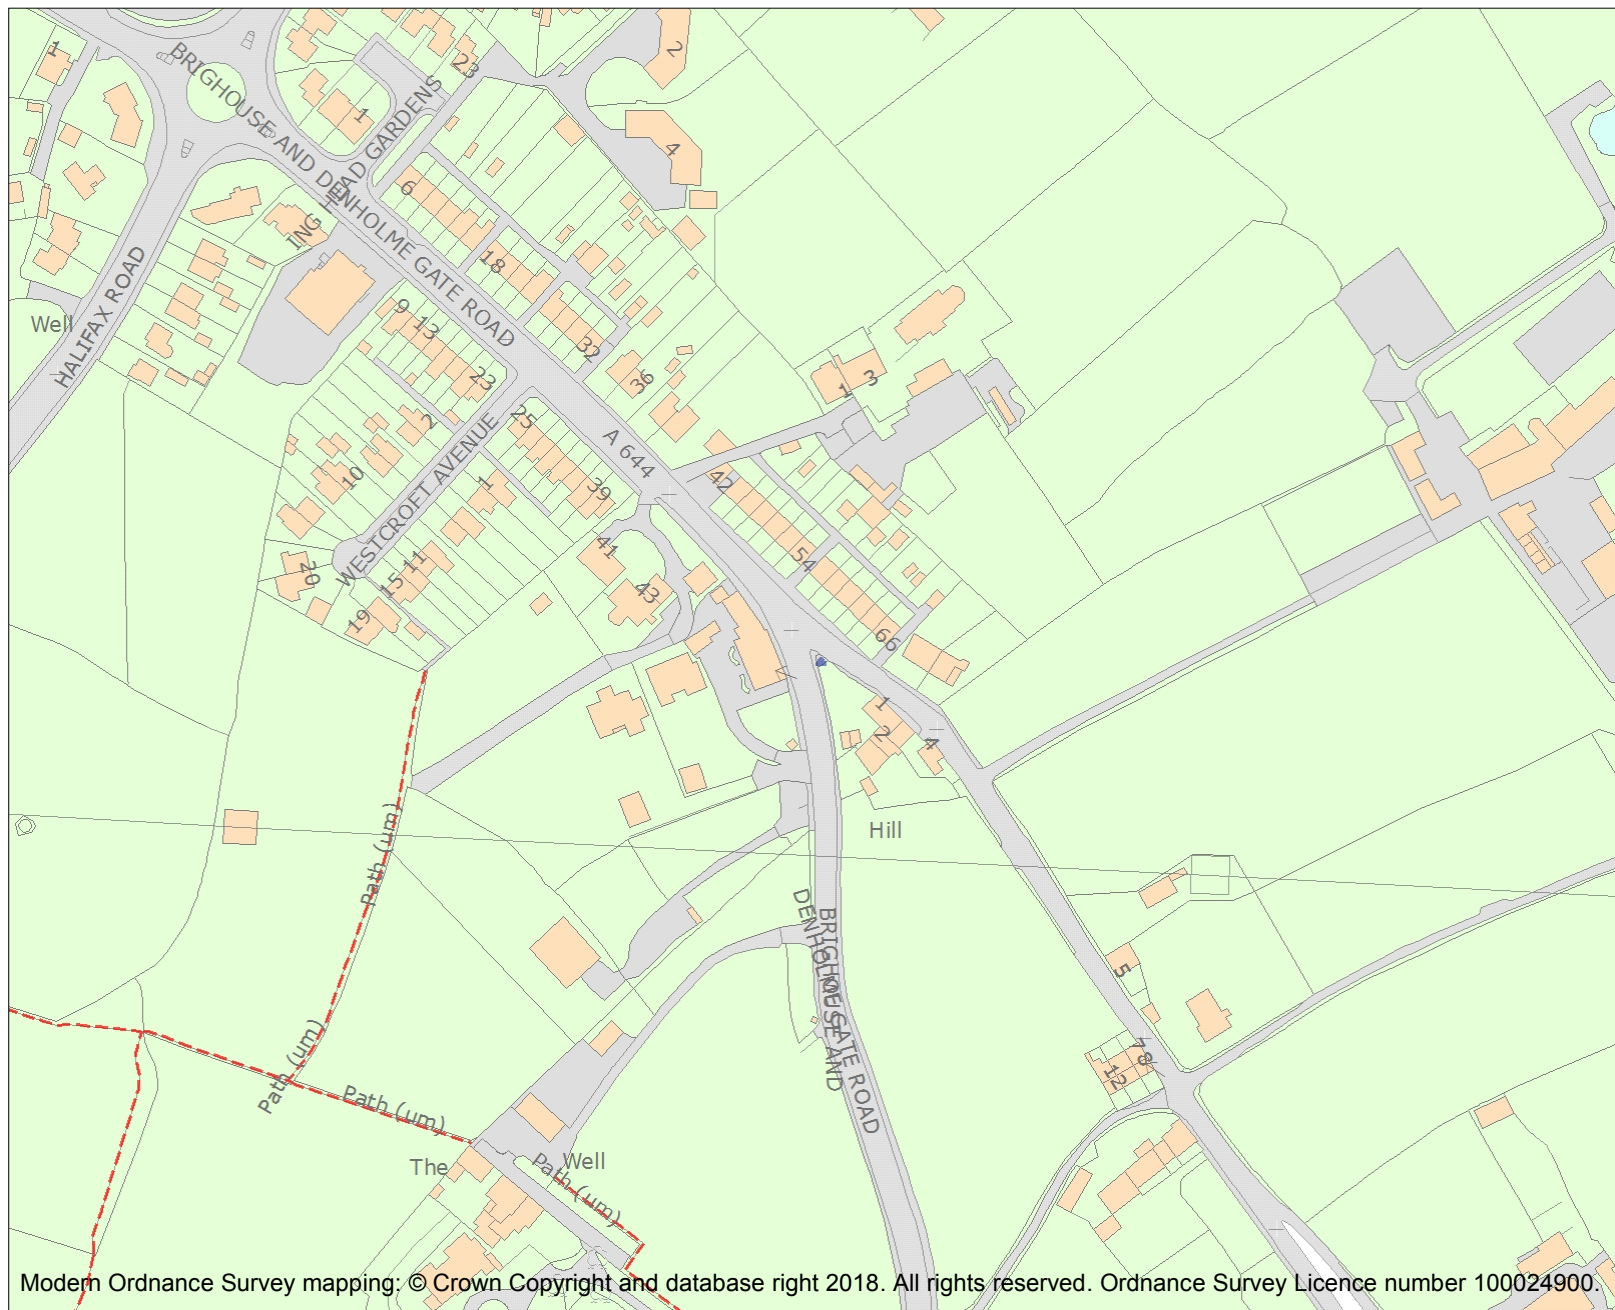 1
BRIGHOUSE AND DENHOLME GATE ROAD
23
2
1
ING HEAD GARDENS
4
6
18
HALIFAX ROAD
Well
9
13
32
23
36
1
3
2
25
A 644
42
10
WESTCROFT AVENUE
1
39
41
54
20
11
15
43
19
66
1
2
4
Path (um)
Hill
BRIGHOUSE AND
DENHOLME GATE ROAD
5
Path (um)
7
8
12
Path (um)
The
Well
Path (um)
Modern Ordnance Survey mapping: © Crown Copyright and database right 2018. All rights reserved. Ordnance Survey Licence number 100024900.